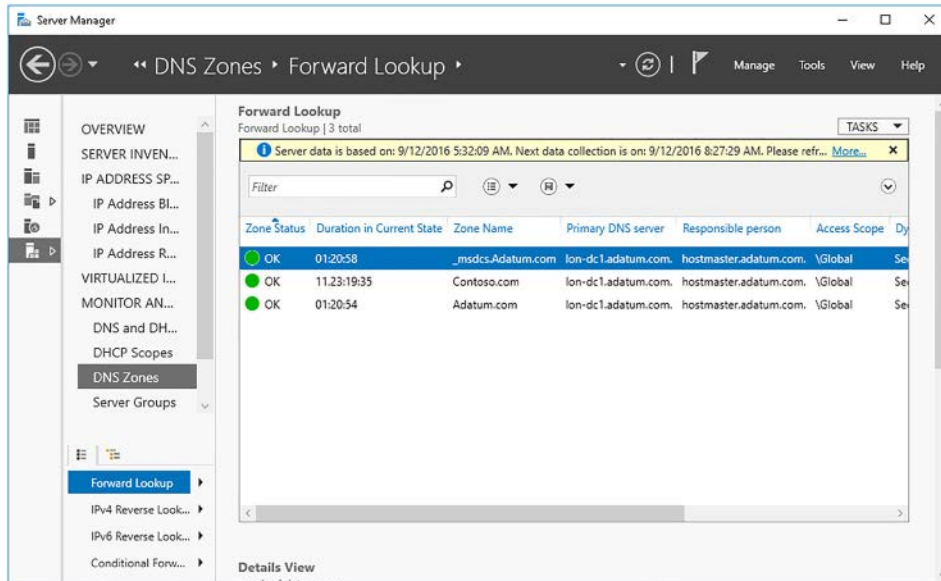 Server Manager
DNS Zones • Forward Lookup
Manage Tools View Help
OVERVIEW
SERVER INVEN...
IP ADDRESS SP...
IP Address Bl...
IP Address In...
IP Address R...
VIRTUALIZED I...
MONITOR AN...
DNS and DH...
DHCP Scopes
DNS Zones
Server Groups
Forward Lookup
IPv4 Reverse Look...
IPv6 Reverse Look...
Conditional Forw...
Forward Lookup
Forward Lookup | 3 total
TASKS
Server data is based on: 9/12/2016 5:32:09 AM. Next data collection is on: 9/12/2016 8:27:29 AM. Please refr... More... x
Filter
Zone Status Duration in Current State Zone Name Primary DNS server Responsible person Access Scope Dy
OK 01:20:58 _msdcs.Adatum.com lon-dc1.adatum.com. hostmaster.adatum.com. \Global Se
OK 11.23:19:35 Contoso.com lon-dc1.adatum.com. hostmaster.adatum.com. \Global Se
OK 01:20:54 Adatum.com lon-dc1.adatum.com. hostmaster.adatum.com. \Global Se
Details View